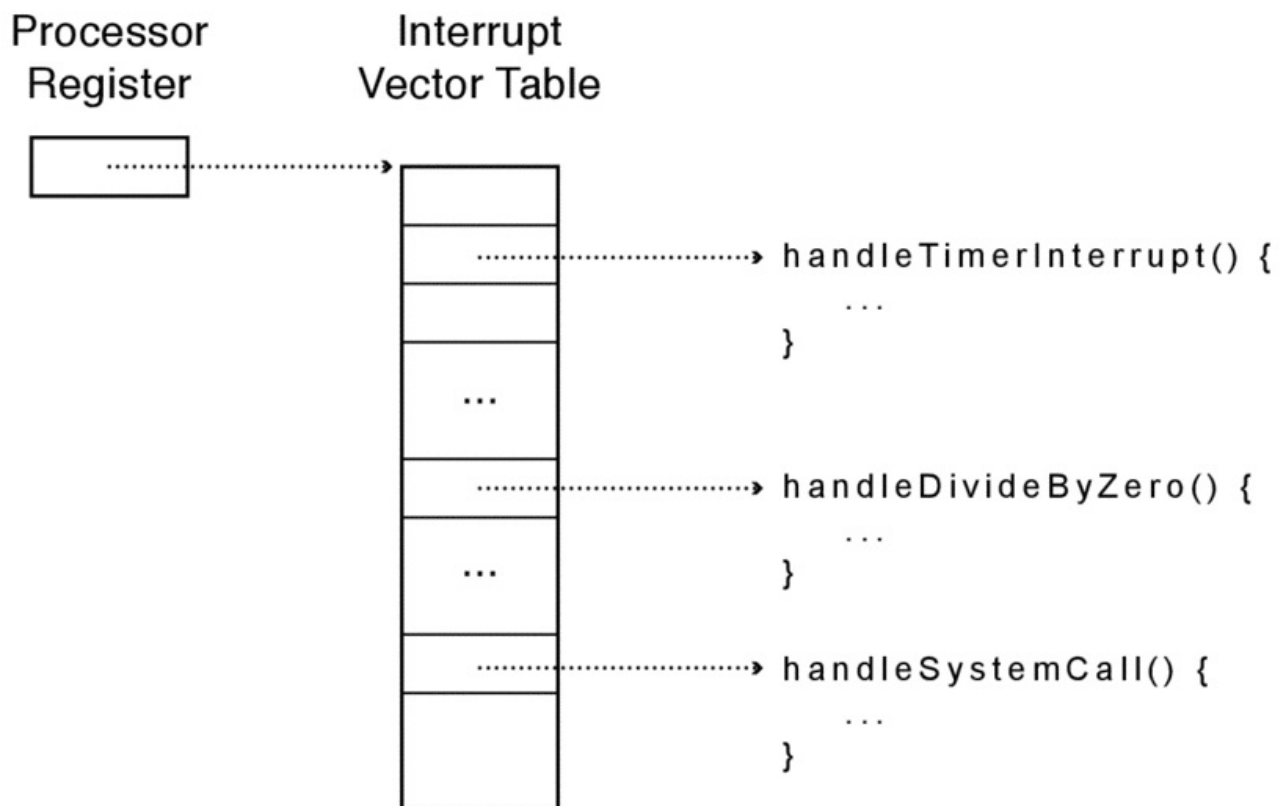 Processor
Register
Interrupt
Vector Table
handleTimerInterrupt() {
...
}
...
handleDivideByZero() {
...
}
...
handleSystemCall() {
...
}